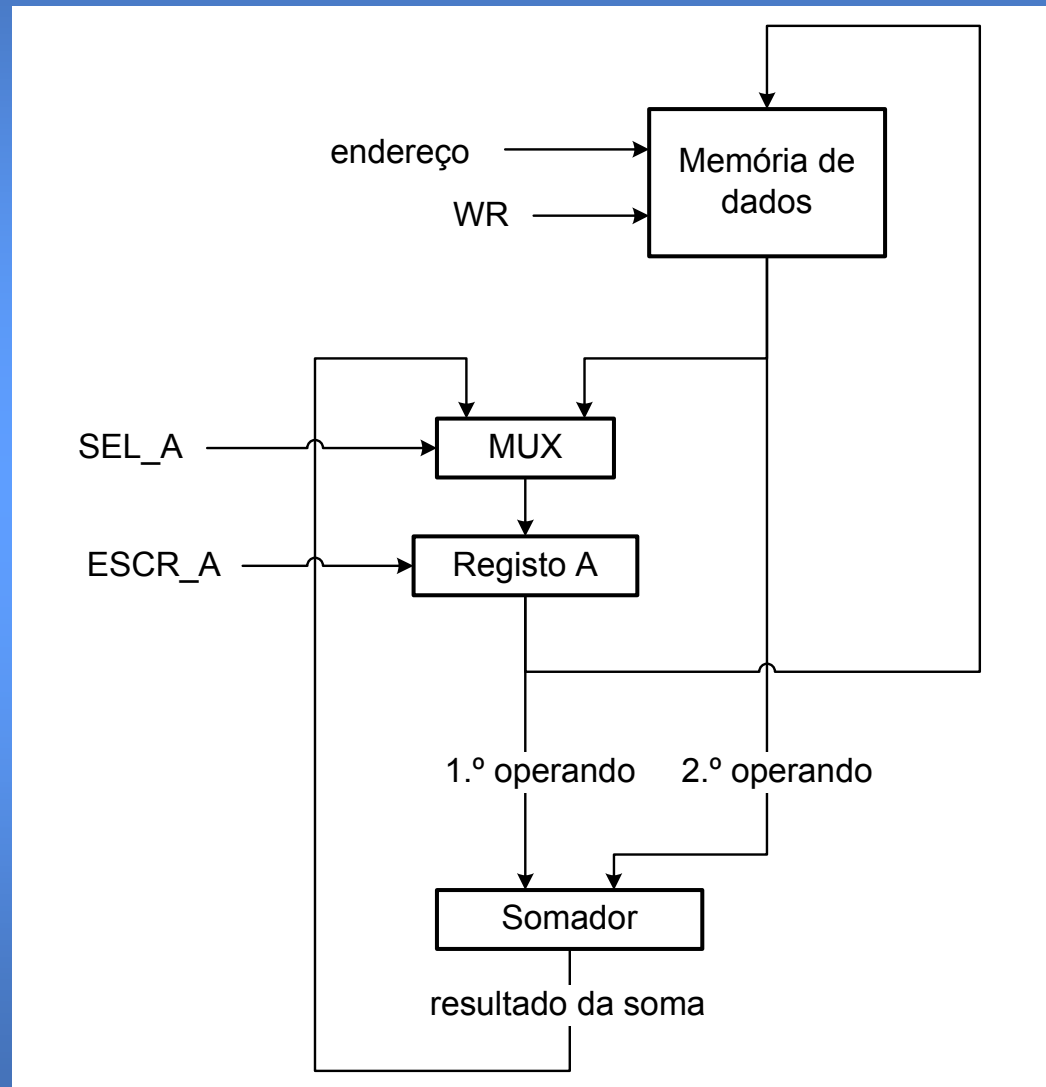 endereço
Memória de
dados
WR
SEL_A
MUX
ESCR_A
Registo A
1.º operando
2.º operando
Somador
resultado da soma